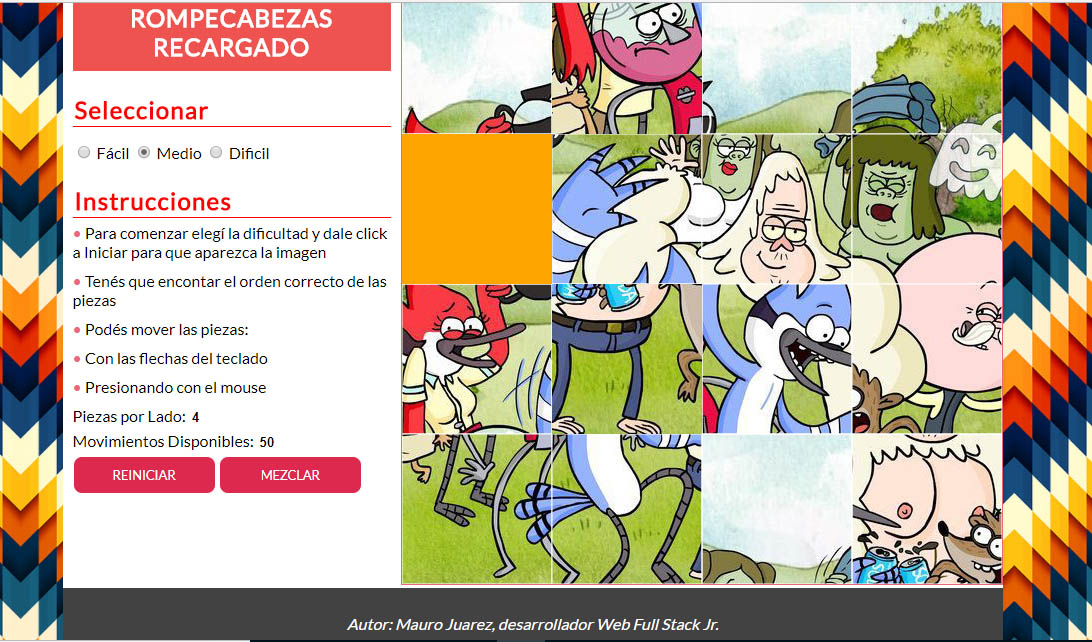 ROMPECABEZAS
RECARGADO
Seleccionar
Fácil Medio Dificil
Instrucciones
• Para comenzar elegí la dificultad y dale click
a Iniciar para que aparezca la imagen
• Tenés que encontar el orden correcto de las
piezas
• Podés mover las piezas:
• Con las flechas del teclado
• Presionando con el mouse
Piezas por Lado: 4
Movimientos Disponibles: 50
REINICIAR MEZCLAR
Autor: Mauro Juarez, desarrollador Web Full Stack Jr.